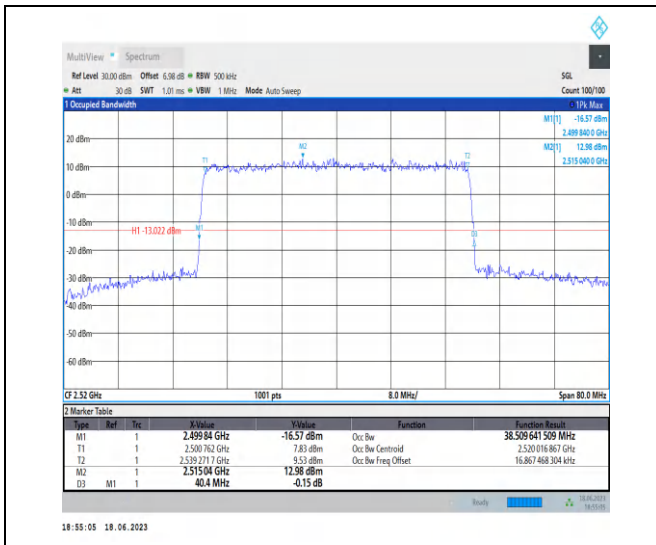 MultiView Spectrum
Ref Level 30.00 dBm Offset 6.98 dB RBW 500 kHz SGL
Att 30 dB SWT 1.01 ms VBW 1 MHz Mode Auto Sweep Count 100/100
1 Occupied Bandwidth 1Pk Max
M1[1] -16.57 dBm
2.499 840 0 GHz
M2[1] 12.98 dBm
2.515 040 0 GHz
20 dBm
M2
T1
T2
10 dBm
0 dBm
-10 dBm
H1 -13.022 dBm
M1
D3
-20 dBm
-30 dBm
-40 dBm
-50 dBm
-60 dBm
CF 2.52 GHz 1001 pts 8.0 MHz/ Span 80.0 MHz
2 Marker Table
Type Ref Trc X-Value Y-Value Function Function Result
M1 1 2.499 84 GHz -16.57 dBm Occ Bw 38.509 641 509 MHz
T1 1 2.500 762 GHz 7.83 dBm Occ Bw Centroid 2.520 016 867 GHz
T2 1 2.539 271 7 GHz 9.53 dBm Occ Bw Freq Offset 16.867 468 304 kHz
M2 1 2.515 04 GHz 12.98 dBm
D3 M1 1 40.4 MHz -0.15 dB
Ready 18.06.2023
18:55:05
18:55:05 18.06.2023